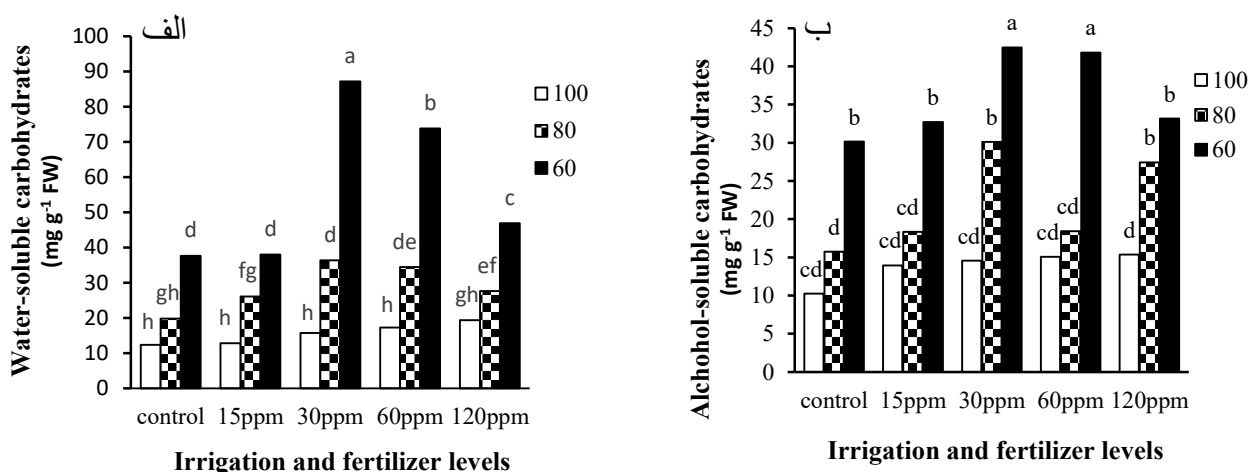 الف
Water-soluble carbohydrates
(mg g-1 FW)
100
90
80
70
60
50
40
30
20
10
0
h
gh
d
h
fg
d
h
d
a
h
de
b
gh
ef
c
100
80
60
control 15ppm 30ppm 60ppm 120ppm
Irrigation and fertilizer levels
ب
Alchohol-soluble carbohydrates
(mg g-1 FW)
45
40
35
30
25
20
15
10
5
0
cd
d
b
cd
cd
b
cd
b
a
cd
cd
a
d
b
b
100
80
60
control 15ppm 30ppm 60ppm 120ppm
Irrigation and fertilizer levels